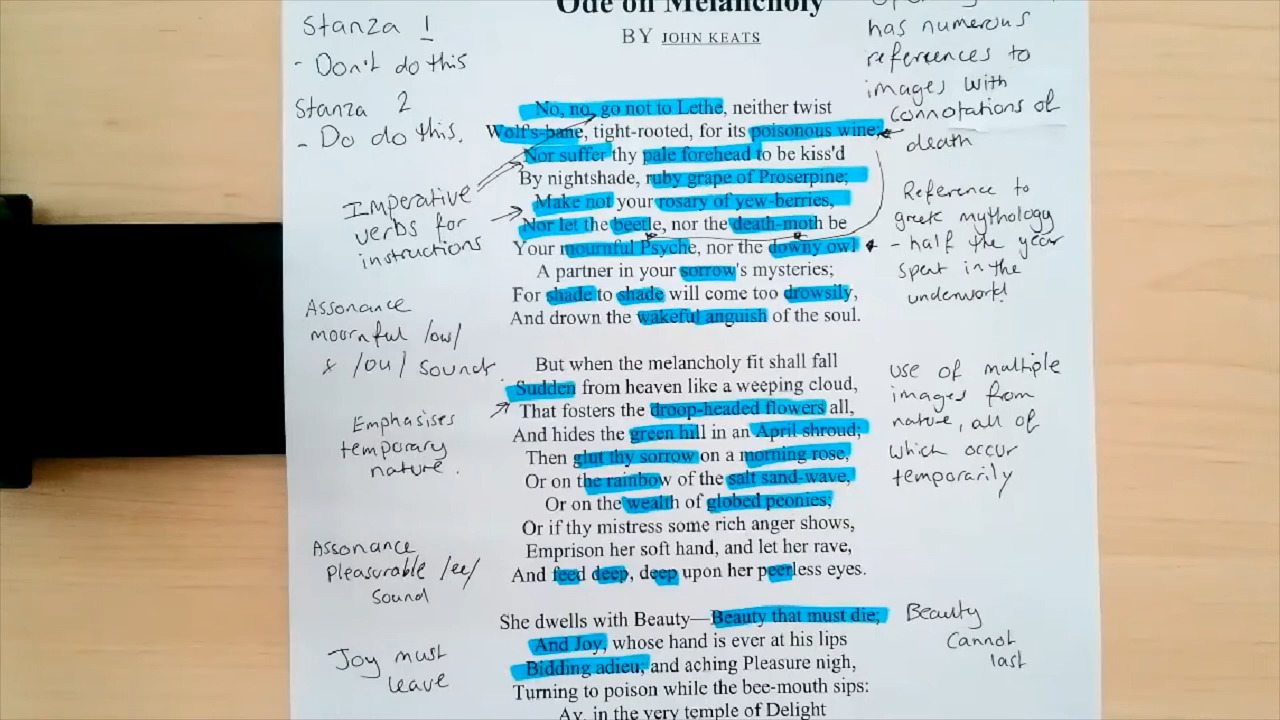 Ode on Melancholy
BY JOHN KEATS
Stanza 1
- Don't do this
Stanza 2
- Do do this.
Imperative
verbs for
instructions
Assonance
mournful /ow/
& /ou/ sounds
Emphasises
temporary
nature.
Assonance
Pleasurable /ee/
sound
Joy must
leave
No, no, go not to Lethe, neither twist
Wolf's-bane, tight-rooted, for its poisonous wine;
Nor suffer thy pale forehead to be kiss'd
By nightshade, ruby grape of Proserpine;
Make not your rosary of yew-berries,
Nor let the beetle, nor the death-moth be
Your mournful Psyche, nor the downy owl
A partner in your sorrow's mysteries;
For shade to shade will come too drowsily,
And drown the wakeful anguish of the soul.
But when the melancholy fit shall fall
Sudden from heaven like a weeping cloud,
That fosters the droop-headed flowers all,
And hides the green hill in an April shroud;
Then glut thy sorrow on a morning rose,
Or on the rainbow of the salt sand-wave,
Or on the wealth of globed peonies;
Or if thy mistress some rich anger shows,
Emprison her soft hand, and let her rave,
And feed deep, deep upon her peerless eyes.
She dwells with Beauty—Beauty that must die;
And Joy, whose hand is ever at his lips
Bidding adieu; and aching Pleasure nigh,
Turning to poison while the bee-mouth sips:
Ay, in the very temple of Delight
has numerous
references to
images with
connotations of
death
Reference to
greek mythology
- half the year
spent in the
underworld
use of multiple
images from
nature, all of
which occur
temporarily
Beauty
Cannot
last